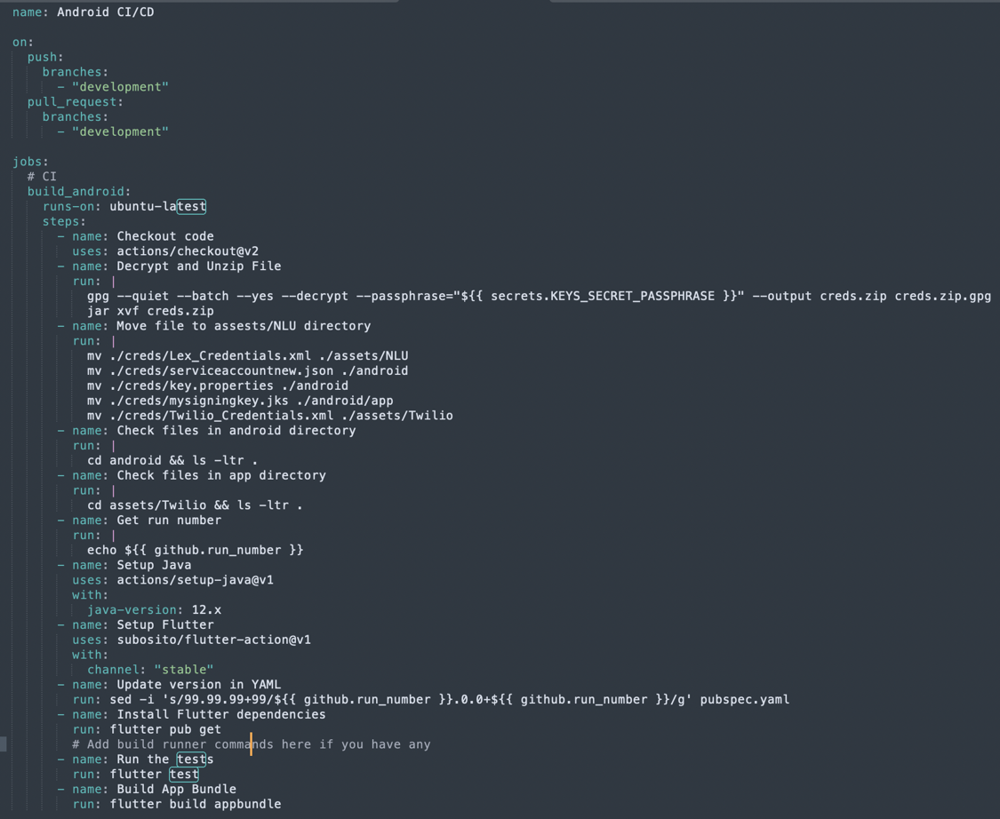 name: Android CI/CD
on:
push:
branches:
- "development"
pull_request:
branches:
- "development"
jobs:
# CI
build_android:
runs-on: ubuntu-latest
steps:
- name: Checkout code
uses: actions/checkout@v2
- name: Decrypt and Unzip File
run: |
gpg --quiet --batch --yes --decrypt --passphrase="${{ secrets.KEYS_SECRET_PASSPHRASE }}" --output creds.zip creds.zip.gpg
jar xvf creds.zip
- name: Move file to assests/NLU directory
run: |
mv ./creds/Lex_Credentials.xml ./assets/NLU
mv ./creds/serviceaccountnew.json ./android
mv ./creds/key.properties ./android
mv ./creds/mysigningkey.jks ./android/app
mv ./creds/Twilio_Credentials.xml ./assets/Twilio
- name: Check files in android directory
run: |
cd android && ls -ltr .
- name: Check files in app directory
run: |
cd assets/Twilio && ls -ltr .
- name: Get run number
run: |
echo ${{ github.run_number }}
- name: Setup Java
uses: actions/setup-java@v1
with:
java-version: 12.x
- name: Setup Flutter
uses: subosito/flutter-action@v1
with:
channel: "stable"
- name: Update version in YAML
run: sed -i 's/99.99.99+99/${{ github.run_number }}.0.0+${{ github.run_number }}/g' pubspec.yaml
- name: Install Flutter dependencies
run: flutter pub get
# Add build runner commands here if you have any
- name: Run the tests
run: flutter test
- name: Build App Bundle
run: flutter build appbundle